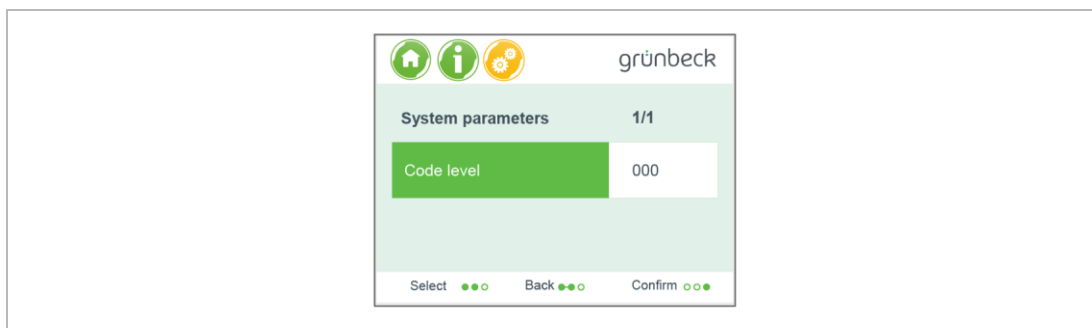 grünbeck
System parameters 1/1
Code level 000
Select Back Confirm